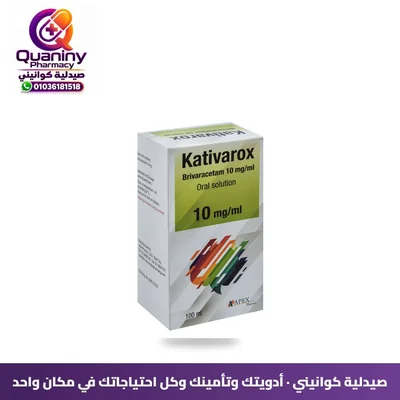 Quaniny
Pharmacy
صيدلية كوانيني
01036181518
Kativarox
Brivaracetam 10 mg/ml
Oral solution
10 mg/ml
100 ml
APEX
صيدلية كوانيني - أدويتك وتأمينك وكل احتياجاتك في مكان واحد